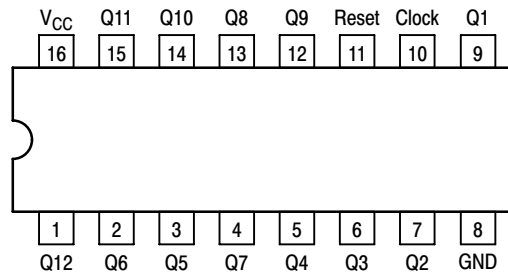 VCC Q11 Q10 Q8 Q9 Reset Clock Q1
16 15 14 13 12 11 10 9
1 2 3 4 5 6 7 8
Q12 Q6 Q5 Q7 Q4 Q3 Q2 GND